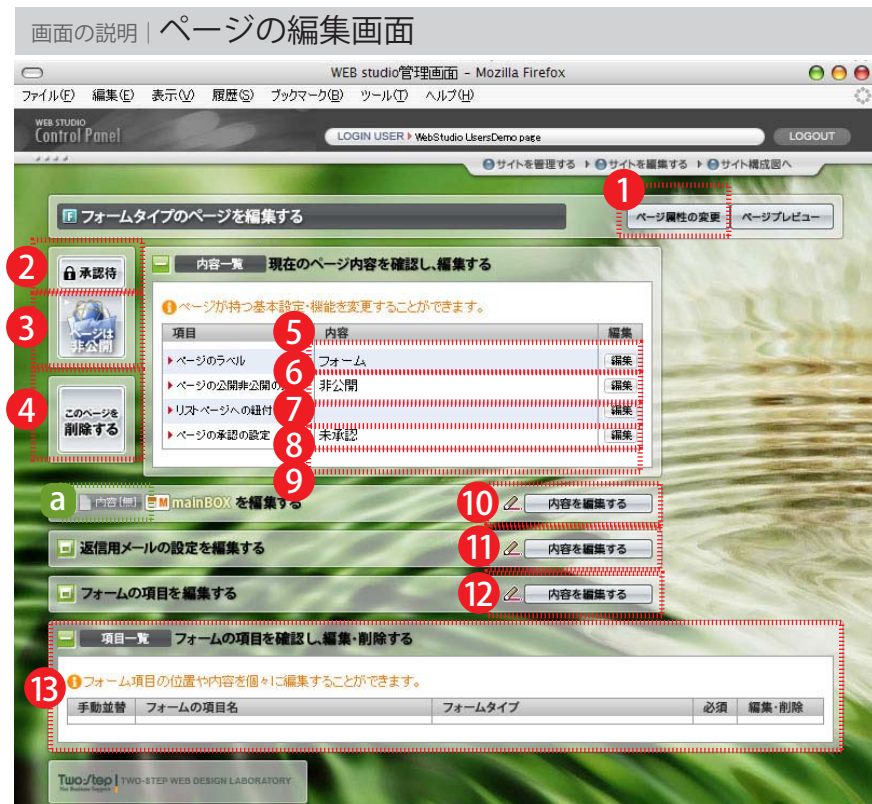 画面の説明 | ページの編集画面
WEB studio管理画面 - Mozilla Firefox
ファイル(F) 編集(E) 表示(V) 履歴(S) ブックマーク(B) ツール(T) ヘルプ(H)
WEB STUDIO
Control Panel
LOGIN USER WebStudio UsersDemo page
LOGOUT
サイトを管理する サイトを編集する サイト構成図へ
1
F フォームタイプのページを編集する
ページ属性の変更 ページプレビュー
2
承認待
内容一覧 現在のページ内容を確認し、編集する
3
ページは
非公開
ページが持つ基本設定・機能を変更することができます。
項目 5 内容 編集
ページのラベル フォーム 編集
6
ページの公開非公開の 非公開 編集
4
このページを
削除する
リストページへの紐付 7 編集
ページの承認の設定 8 未承認 編集
9
a 内容[無] M mainBOX を編集する 10 内容を編集する
返信用メールの設定を編集する 11 内容を編集する
フォームの項目を編集する 12 内容を編集する
項目一覧 フォームの項目を確認し、編集・削除する
13
フォーム項目の位置や内容を個々に編集することができます。
手動並替 フォームの項目名 フォームタイプ 必須 編集・削除
Two:/tep | TWO-STEP WEB DESIGN LABORATORY